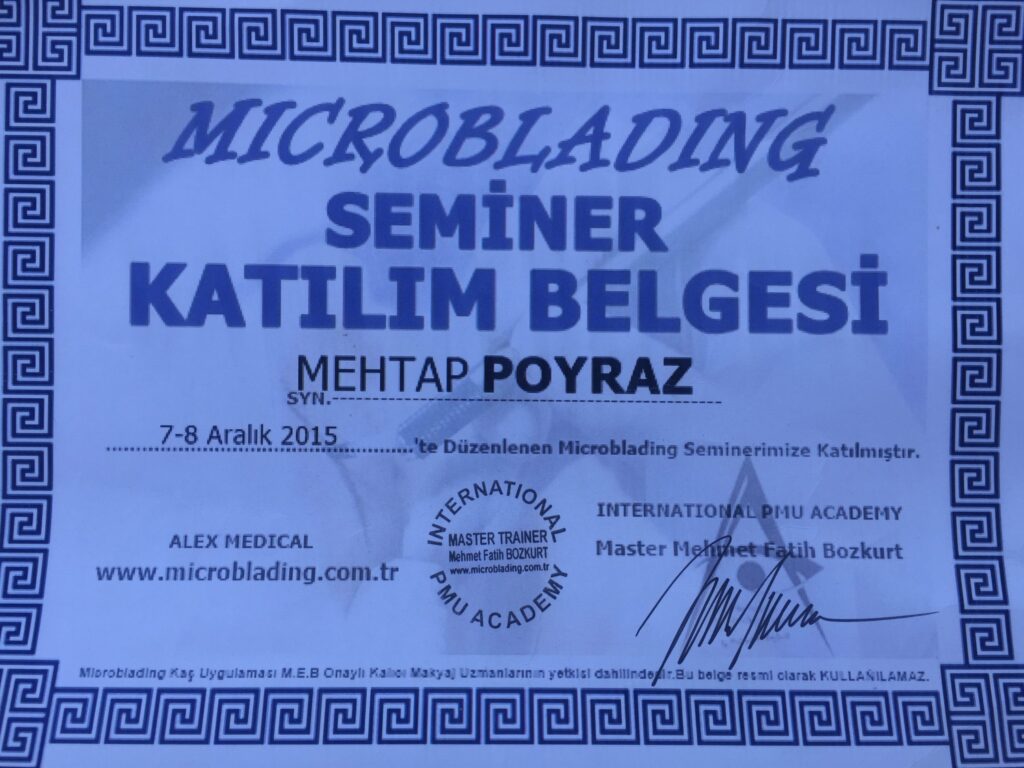 MICROBLADING
SEMİNER
KATILIM BELGESİ
MEHTAP POYRAZ
SYN.
7-8 Aralık 2015 'te Düzenlenen Microblading Seminerimize Katılmıştır.
ALEX MEDICAL
www.microblading.com.tr
INTERNATIONAL
MASTER TRAINER
Mehmet Fatih BOZKURT
www.microblading.com.tr
PMU ACADEMY
INTERNATIONAL PMU ACADEMY
Master Mehmet Fatih Bozkurt
Microblading Kaş Uygulaması M.E.B Onaylı Kalıcı Makyaj Uzmanlarının yetkisi dahilindedir.Bu belge resmi olarak KULLANILAMAZ.